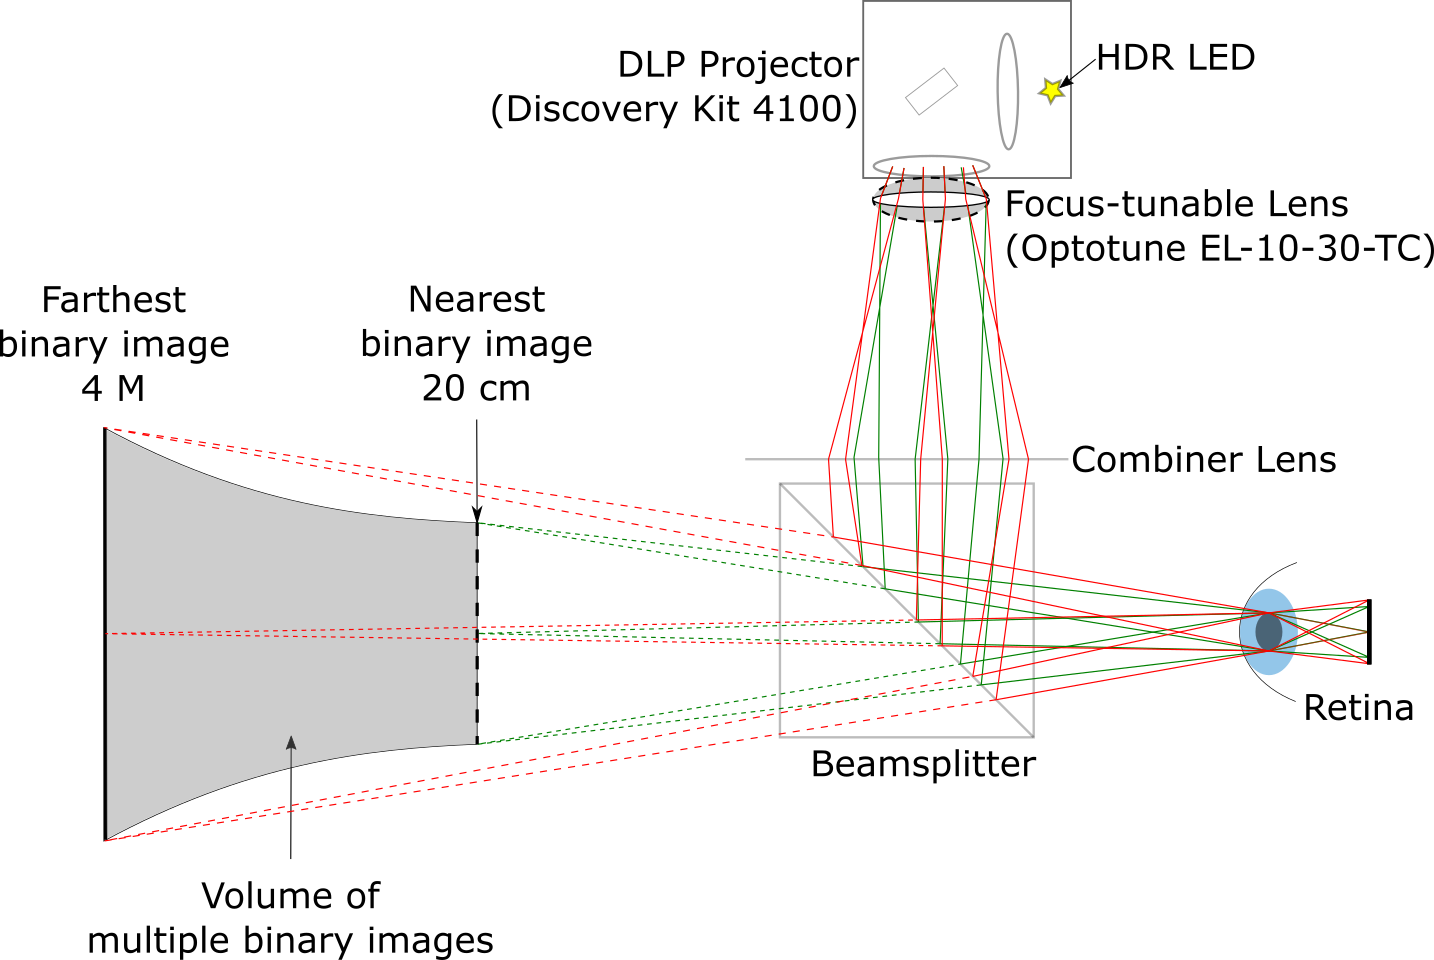 DLP Projector
(Discovery Kit 4100)
HDR LED
Focus-tunable Lens
(Optotune EL-10-30-TC)
Farthest
binary image
4 M
Nearest
binary image
20 cm
Combiner Lens
Retina
Beamsplitter
Volume of
multiple binary images